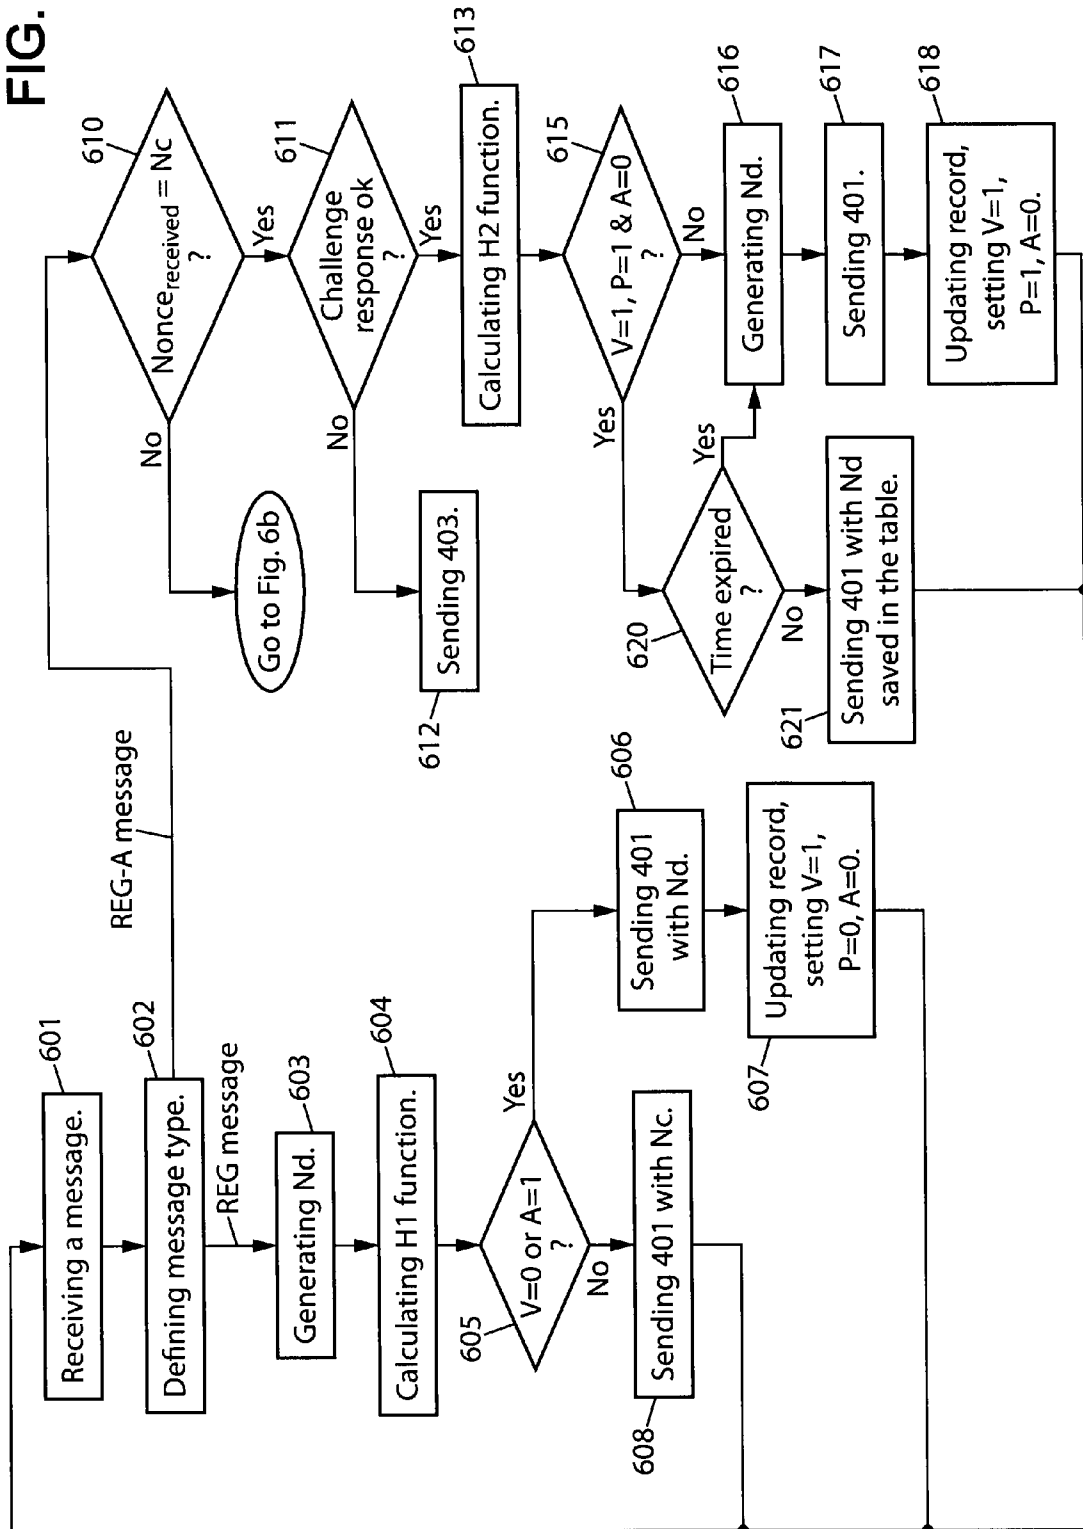 FIG.
601
Receiving a message.
602
Defining message type.
REG-A message
REG message
603
Generating Nd.
604
Calculating H1 function.
605
V=0 or A=1
?
Yes
No
606
Sending 401
with Nd.
607
Updating record,
setting V=1,
P=0, A=0.
608
Sending 401 with Nc.
610
Nonce received = Nc
?
No
Yes
Go to Fig. 6b
611
Challenge
response ok
?
No
Yes
612
Sending 403.
613
Calculating H2 function.
615
V=1, P=1 & A=0
?
Yes
No
616
Generating Nd.
617
Sending 401.
618
Updating record,
setting V=1,
P=1, A=0.
620
Time expired
?
Yes
No
621
Sending 401 with Nd
saved in the table.